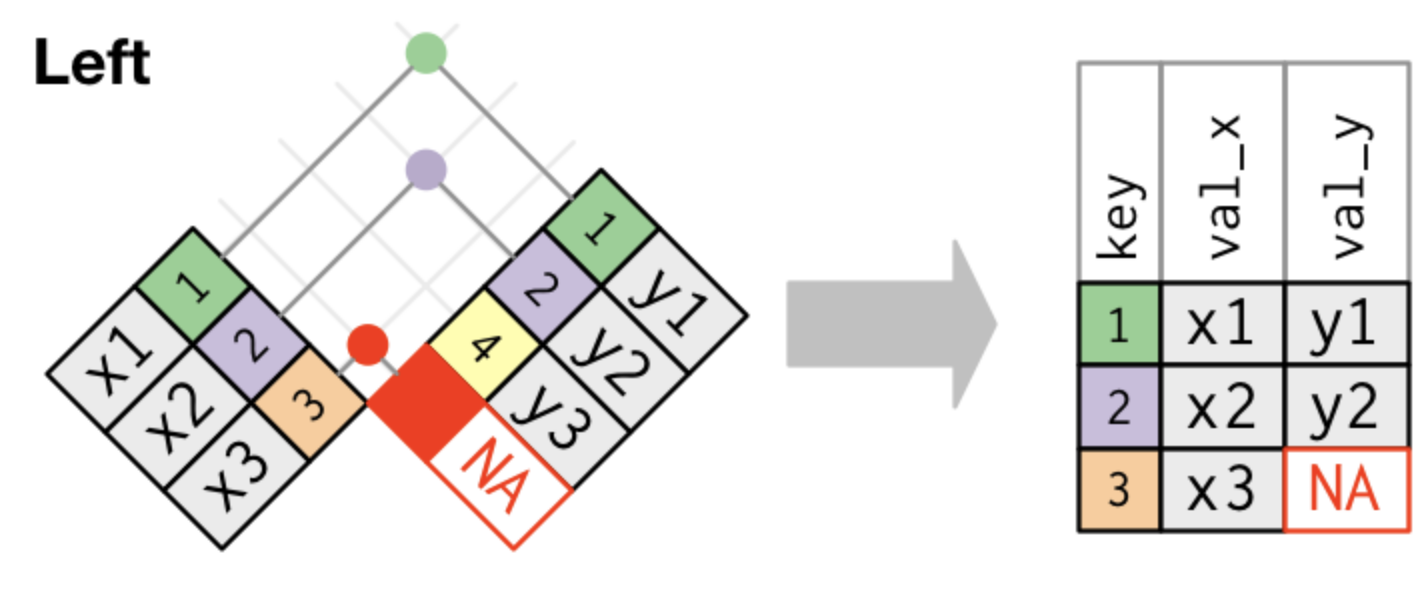 Left
1 x1
2 x2
3 x3
1 y1
2 y2
4 y3
NA
key val_x val_y
1 x1 y1
2 x2 y2
3 x3 NA